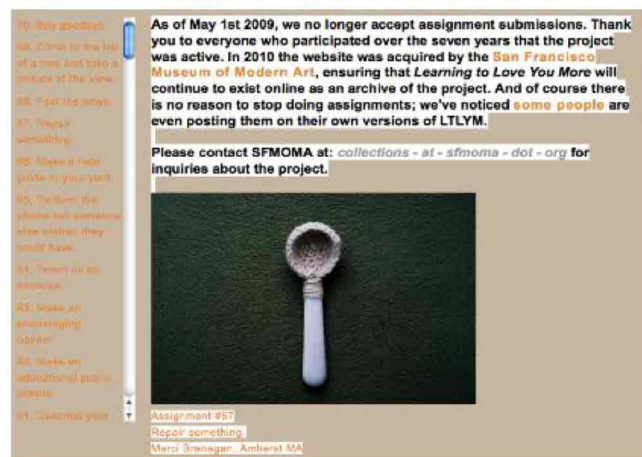 70. Say goodbye.
69. Climb to the top
of a tree and take a
picture of the view.
68. Feel the news.
67. Repair
something.
66. Make a field
guide to your yard.
65. Perform the
phone call someone
else wished they
could have.
64. Teach us an
exercise.
63. Make an
encouraging
banner.
62. Make an
educational public
plaque.
61. Describe your
As of May 1st 2009, we no longer accept assignment submissions. Thank
you to everyone who participated over the seven years that the project
was active. In 2010 the website was acquired by the San Francisco
Museum of Modern Art, ensuring that Learning to Love You More will
continue to exist online as an archive of the project. And of course there
is no reason to stop doing assignments; we've noticed some people are
even posting them on their own versions of LTLYM.
Please contact SFMOMA at: collections - at - sfmoma - dot - org for
inquiries about the project.
Assignment #67
Repair something.
Merci Brenegan, Amherst MA